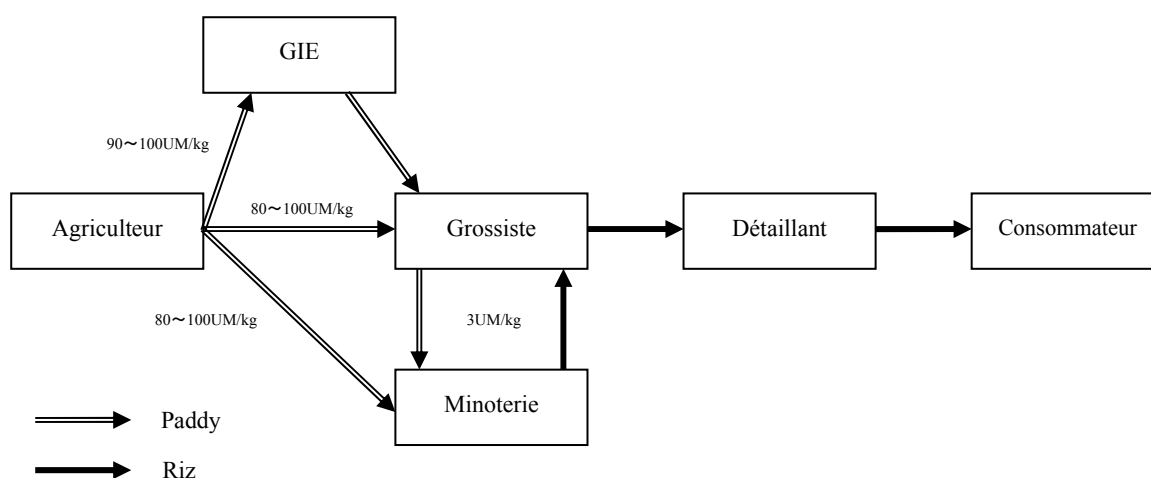 GIE
90～100UM/kg
80～100UM/kg
Agriculteur
Grossiste
Détaillant
Consommateur
80～100UM/kg
3UM/kg
Minoterie
Paddy
Riz